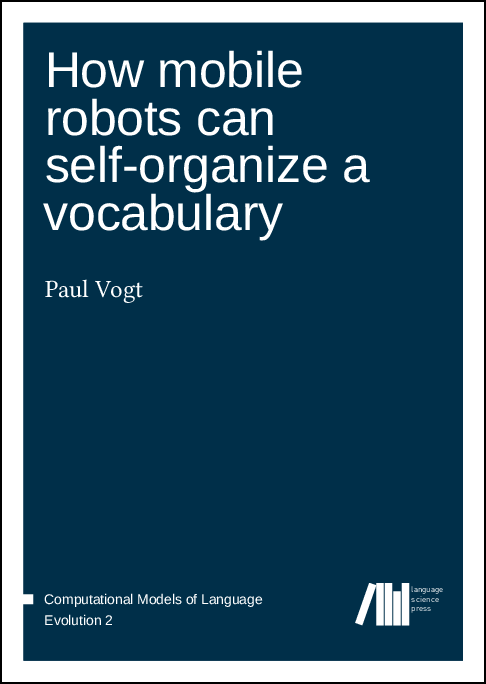 How mobile
robots can
self-organize a
vocabulary
Paul Vogt
Computational Models of Language
Evolution 2
language
science
press